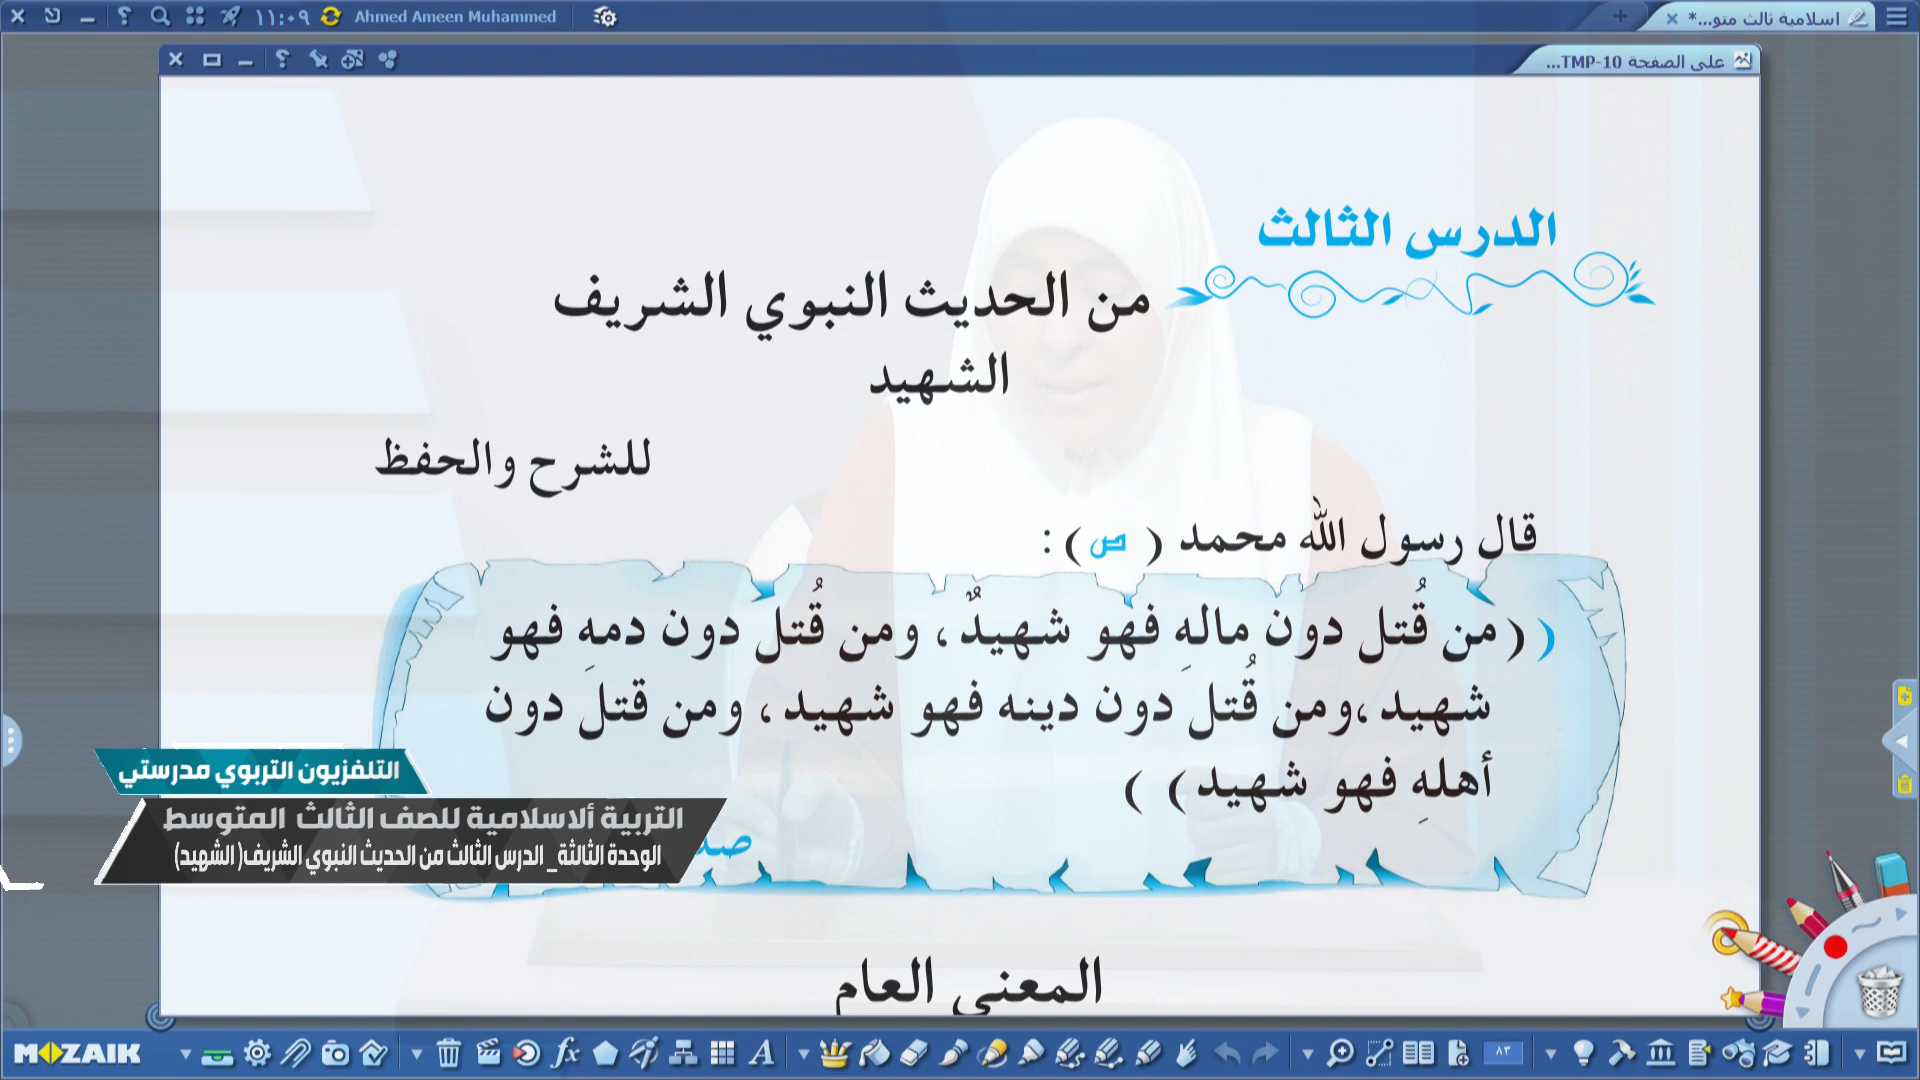 Ahmed Ameen Muhammed
١١:٠٩
اسلامية ثالث متو...*
على الصفحة TMP-10...
الدرس الثالث
من الحديث النبوي الشريف
الشهيد
للشرح والحفظ
قال رسول الله محمد ( ص ) :
( (من قُتل دون مالهِ فهو شهيدٌ، ومن قُتل دون دمهِ فهو
شهيد ،ومن قُتل دون دينه فهو شهيد، ومن قتلَ دون
أهلهِ فهو شهيد) )
التلفزيون التربوي مدرستي
التربية ألاسلامية للصف الثالث المتوسط
الوحدة الثالثة_ الدرس الثالث من الحديث النبوي الشريف( الشهيد)
المعنى العام
MOZAIK
٨٣